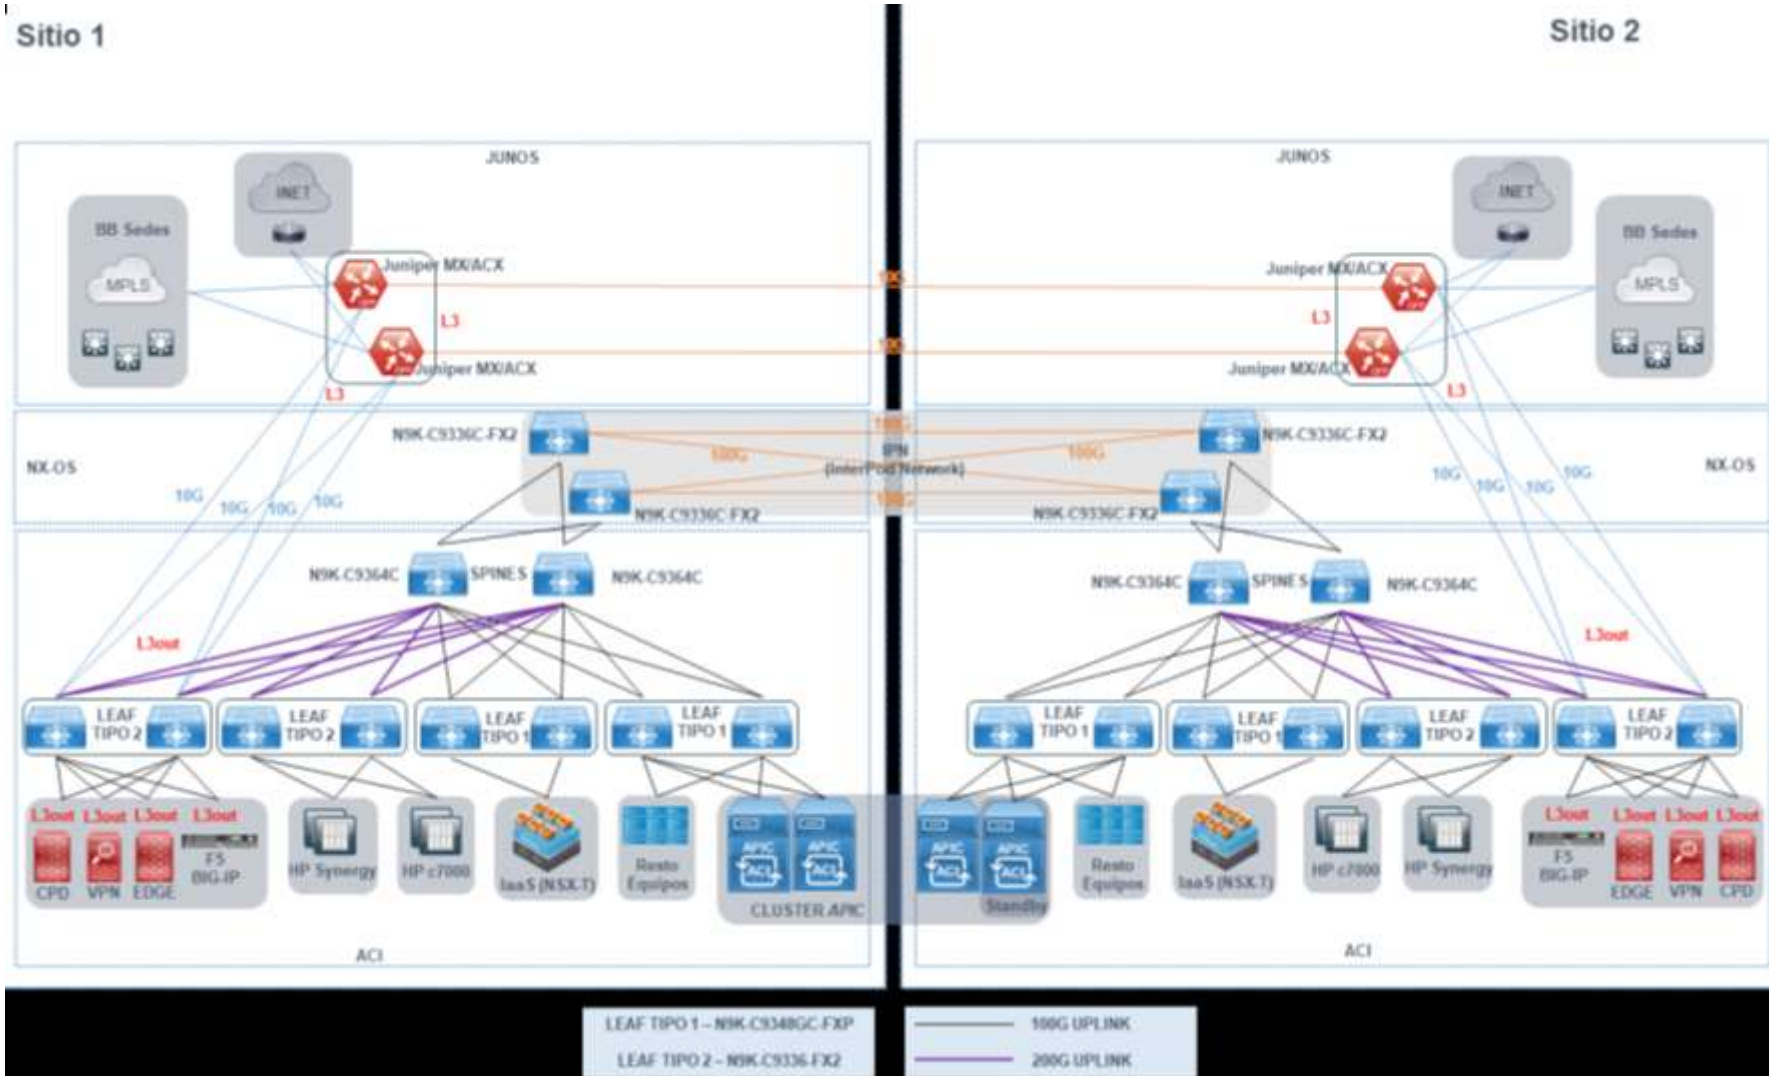 Sitio 1
Sitio 2
JUNOS
JUNOS
INET
INET
BB Sedes
BB Sedes
MPLS
MPLS
Juniper MX/ACX
Juniper MX/ACX
10G
L3
L3
10G
Juniper MX/ACX
Juniper MX/ACX
L3
L3
N9K-C9336C-FX2
100G
N9K-C9336C-FX2
100G
IPN
100G
(InterPod Network)
NX-OS
NX-OS
100G
10G
10G
10G
10G
10G
10G
10G
10G
N9K-C9336C-FX2
N9K-C9336C-FX2
N9K-C9364C
SPINES
N9K-C9364C
N9K-C9364C
SPINES
N9K-C9364C
L3out
L3out
LEAF
TIPO 2
LEAF
TIPO 2
LEAF
TIPO 1
LEAF
TIPO 1
LEAF
TIPO 1
LEAF
TIPO 1
LEAF
TIPO 2
LEAF
TIPO 2
L3out
L3out
L3out
L3out
CPD
VPN
EDGE
F5
BIG-IP
HP Synergy
HP c7000
IaaS (NSX-T)
Resto
Equipos
APIC
ACI
APIC
ACI
CLUSTER APIC
APIC
ACI
APIC
ACI
Standby
Resto
Equipos
IaaS (NSX-T)
HP c7000
HP Synergy
L3out
L3out
L3out
L3out
F5
BIG-IP
EDGE
VPN
CPD
ACI
ACI
LEAF TIPO 1 – N9K-C9348GC-FXP
100G UPLINK
LEAF TIPO 2 – N9K-C9336-FX2
200G UPLINK